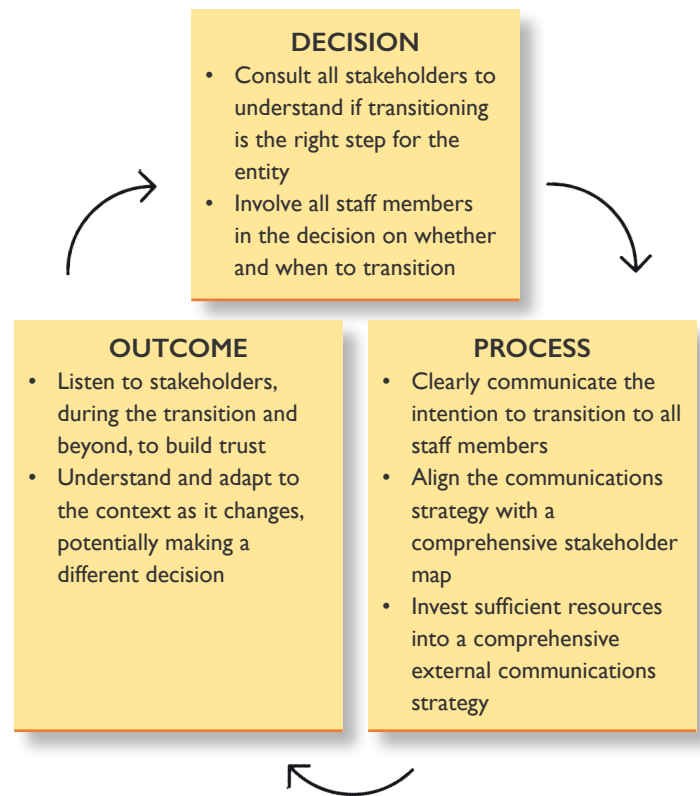 DECISION
• Consult all stakeholders to
understand if transitioning
is the right step for the
entity
• Involve all staff members
in the decision on whether
and when to transition
OUTCOME
• Listen to stakeholders,
during the transition and
beyond, to build trust
• Understand and adapt to
the context as it changes,
potentially making a
different decision
PROCESS
• Clearly communicate the
intention to transition to all
staff members
• Align the communications
strategy with a
comprehensive stakeholder
map
• Invest sufficient resources
into a comprehensive
external communications
strategy